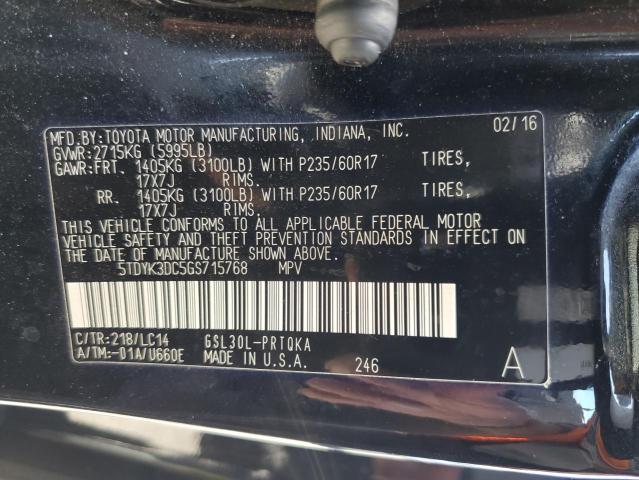 MFD.BY:TOYOTA MOTOR MANUFACTURING, INDIANA, INC. 02/16
GVWR:2715KG (5995LB)
GAWR:FRT. 1405KG (3100LB) WITH P235/60R17 TIRES,
17X7J RIMS.
RR. 1405KG (3100LB) WITH P235/60R17 TIRES,
17X7J RIMS.
THIS VEHICLE CONFORMS TO ALL APPLICABLE FEDERAL MOTOR
VEHICLE SAFETY AND THEFT PREVENTION STANDARDS IN EFFECT ON
THE DATE OF MANUFACTURE SHOWN ABOVE.
5TDYK3DC5GS715768 MPV
C/TR:218/LC14 GSL30L-PRTQKA
A/TM:-01A/U660E MADE IN U.S.A. 246 A